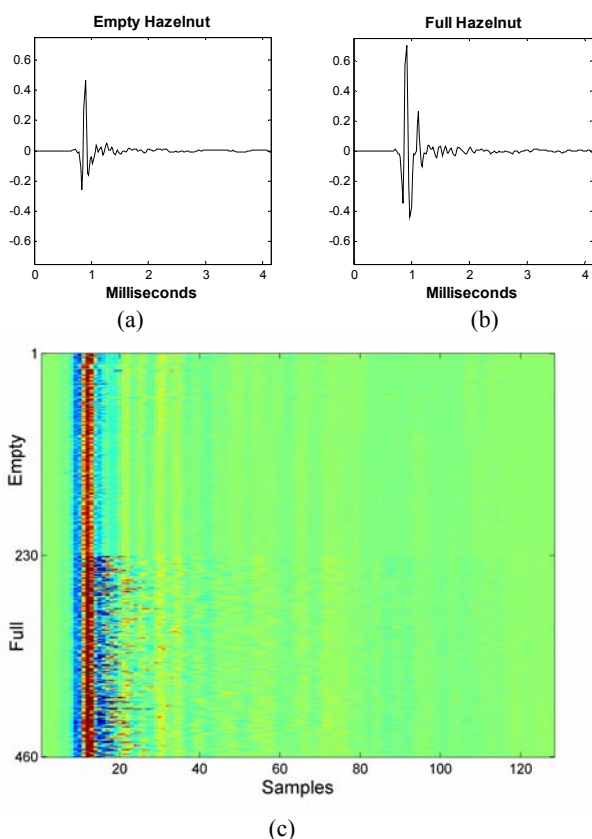 Empty Hazelnut
0.6
0.4
0.2
0
-0.2
-0.4
-0.6
0 1 2 3 4
Milliseconds
(a)
Full Hazelnut
0.6
0.4
0.2
0
-0.2
-0.4
-0.6
0 1 2 3 4
Milliseconds
(b)
1
Empty
230
Full
460
20 40 60 80 100 120
Samples
(c)